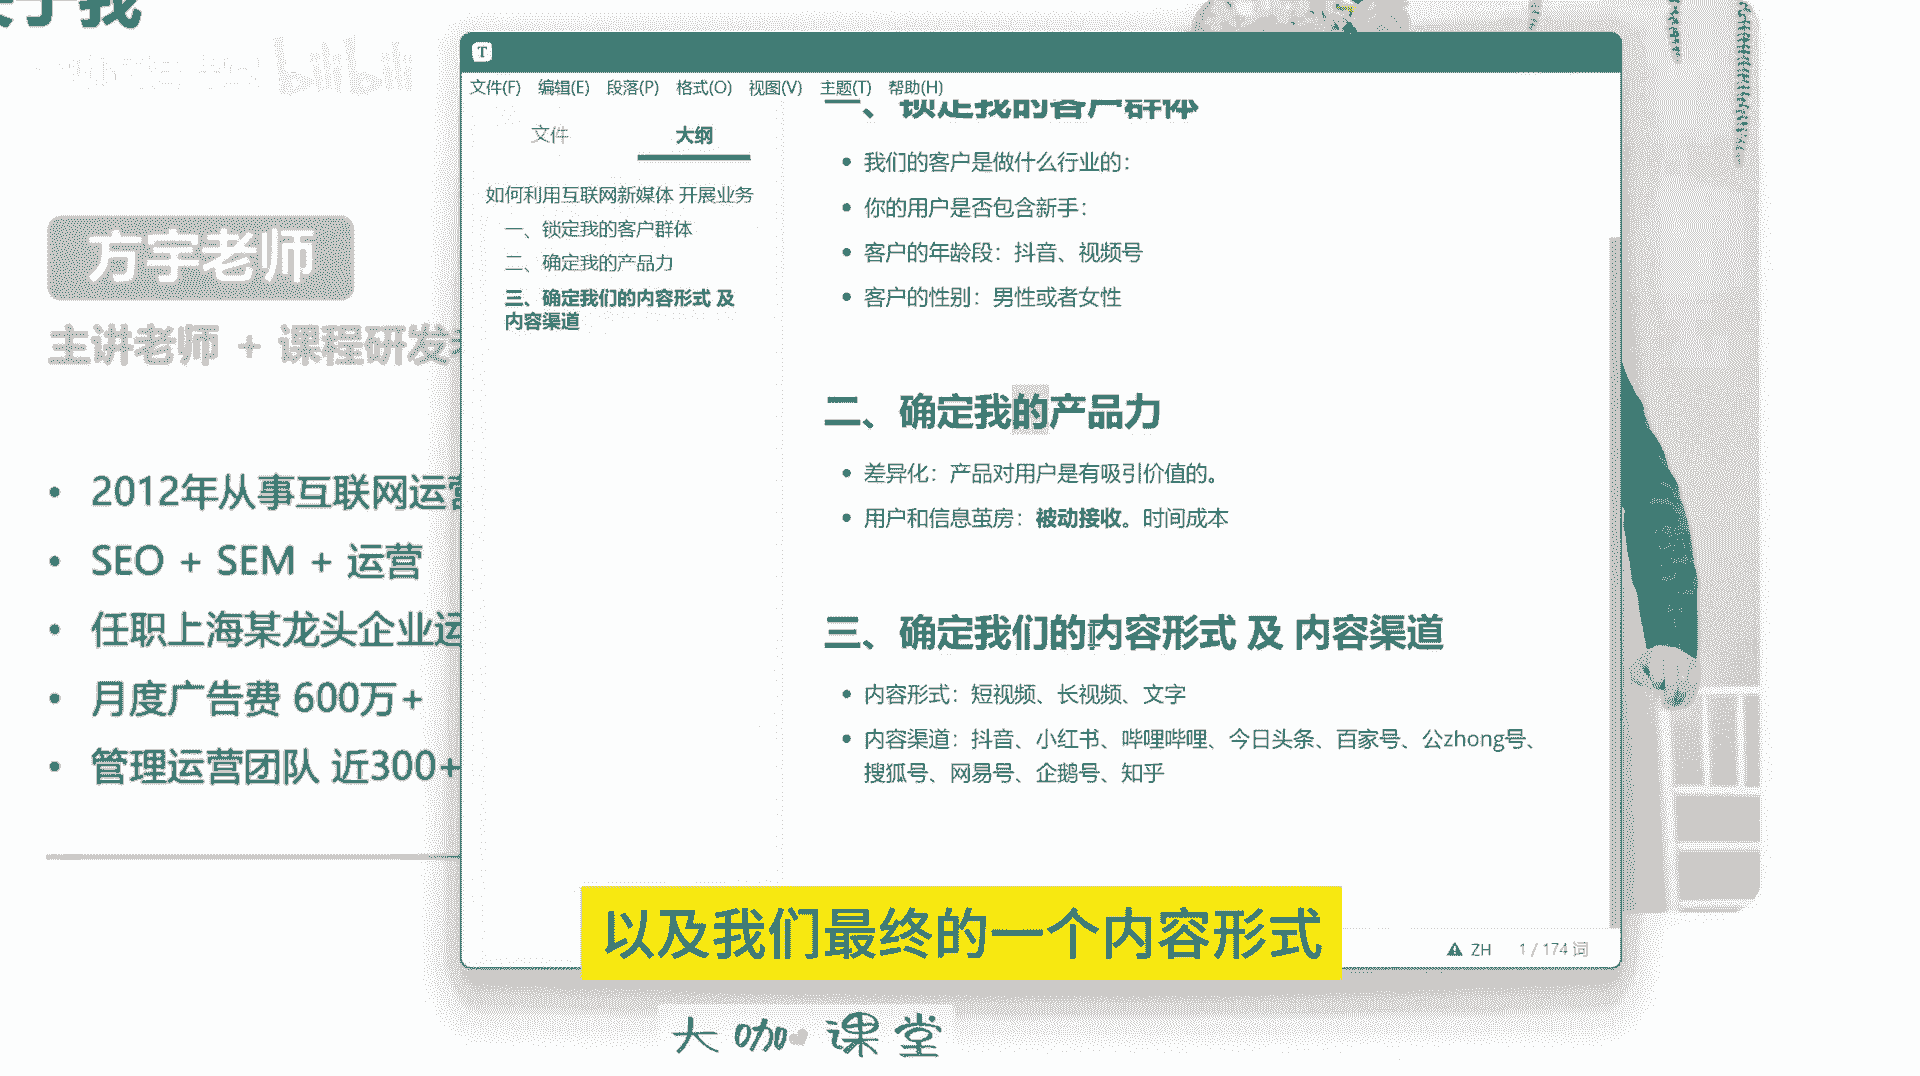 关于我
bilibili
方宇老师
主讲老师 + 课程研发
• 2012年从事互联网运营
• SEO + SEM + 运营
• 任职上海某龙头企业运
• 月度广告费 600万+
• 管理运营团队 近300+
T
文件(F) 编辑(E) 段落(P) 格式(O) 视图(V) 主题(T) 帮助(H)
文件 大纲
如何利用互联网新媒体 开展业务
一、锁定我的客户群体
二、确定我的产品力
三、确定我们的内容形式 及
内容渠道
一、锁定我的客户群体
• 我们的客户是做什么行业的：
• 你的用户是否包含新手：
• 客户的年龄段：抖音、视频号
• 客户的性别：男性或者女性
二、确定我的产品力
• 差异化：产品对用户是有吸引价值的。
• 用户和信息茧房：被动接收。时间成本
三、确定我们的内容形式 及 内容渠道
• 内容形式：短视频、长视频、文字
• 内容渠道：抖音、小红书、哔哩哔哩、今日头条、百家号、公zhong号、
搜狐号、网易号、企鹅号、知乎
ZH 1 / 174 词
以及我们最终的一个内容形式
大咖课堂